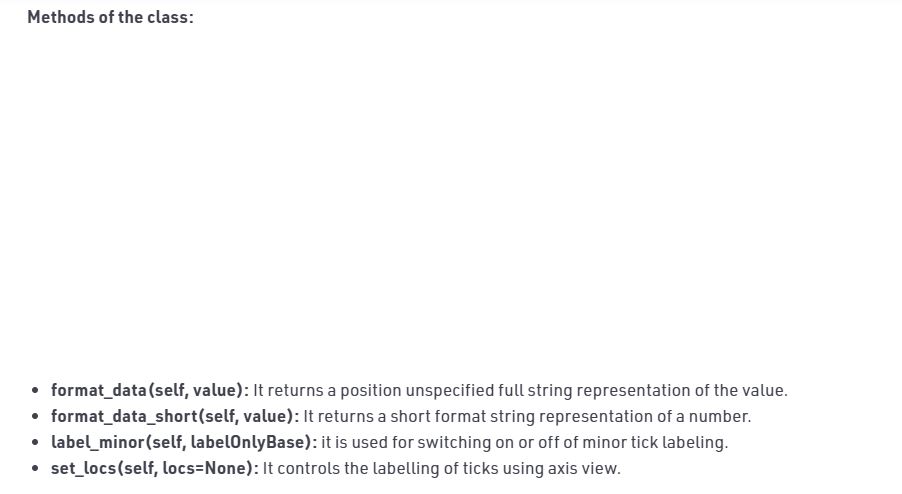 Methods of the class:
• format_data(self, value): It returns a position unspecified full string representation of the value.
• format_data_short(self, value): It returns a short format string representation of a number.
• label_minor(self, labelOnlyBase): it is used for switching on or off of minor tick labeling.
• set_locs(self, locs=None): It controls the labelling of ticks using axis view.